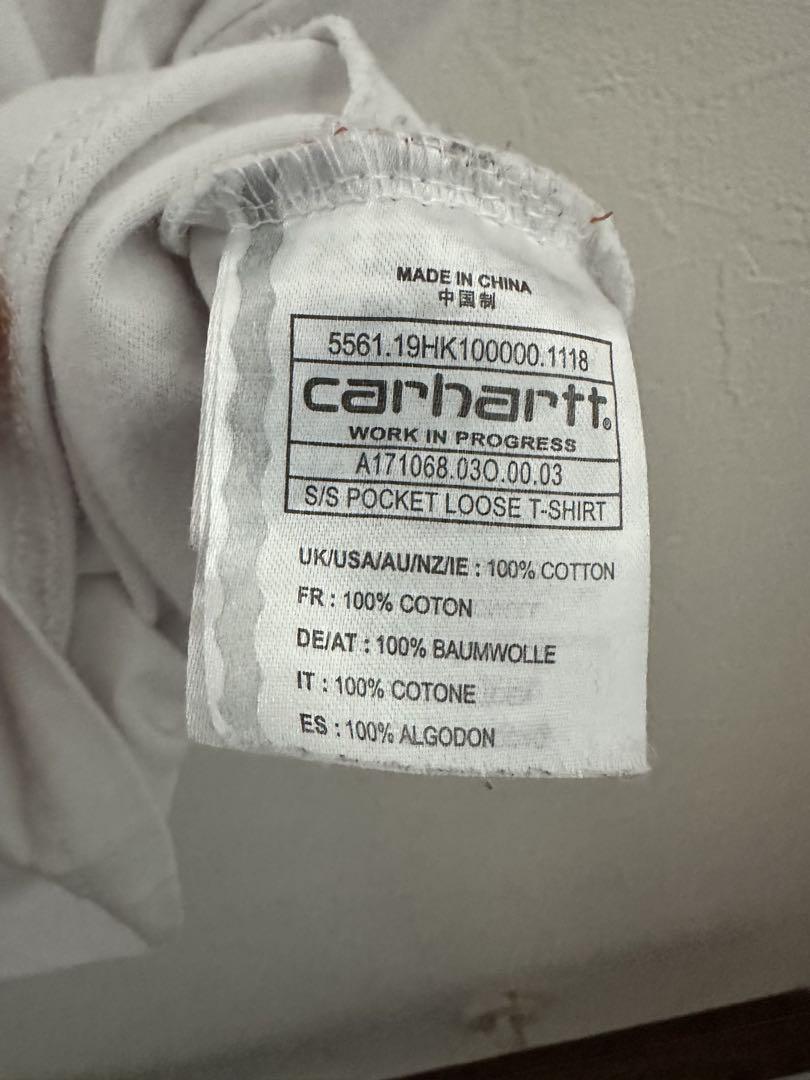 MADE IN CHINA
中国制
5561.19HK100000.1118
carhartt®
WORK IN PROGRESS
A171068.03O.00.03
S/S POCKET LOOSE T-SHIRT
UK/USA/AU/NZ/IE : 100% COTTON
FR : 100% COTON
DE/AT : 100% BAUMWOLLE
IT : 100% COTONE
ES : 100% ALGODON